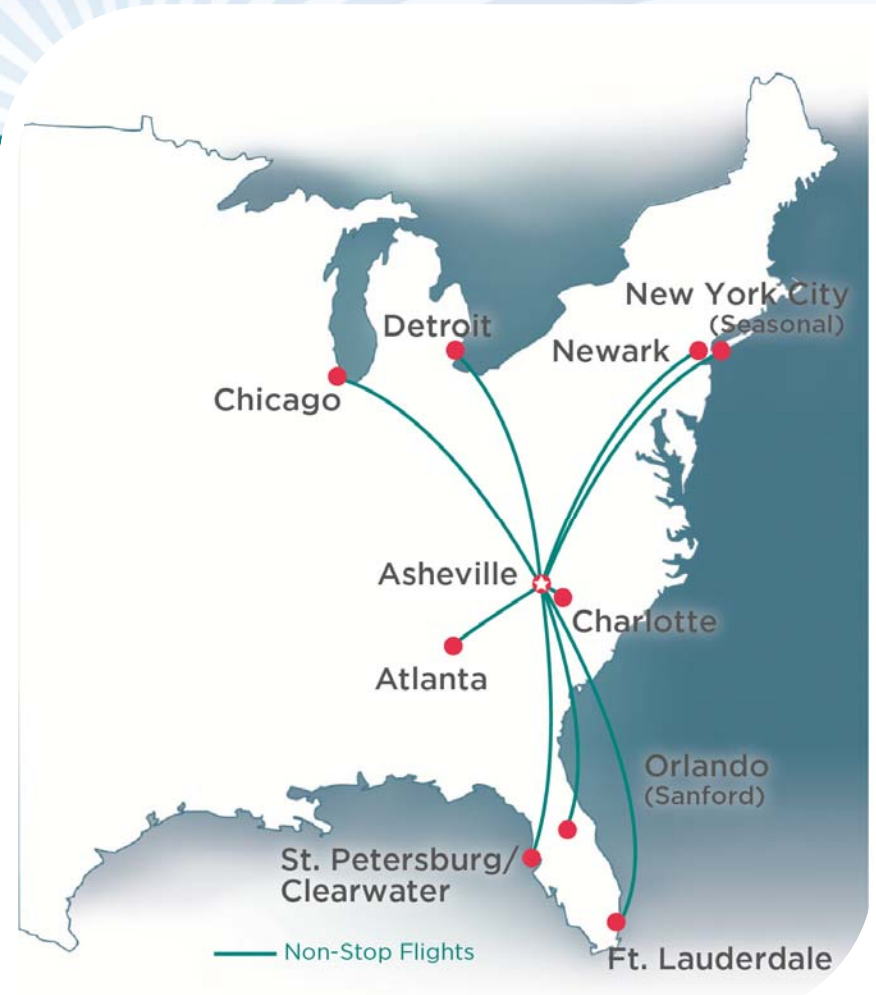 New York City
(Seasonal)
Detroit
Newark
Chicago
Asheville
Charlotte
Atlanta
Orlando
(Sanford)
St. Petersburg/
Clearwater
Non-Stop Flights
Ft. Lauderdale